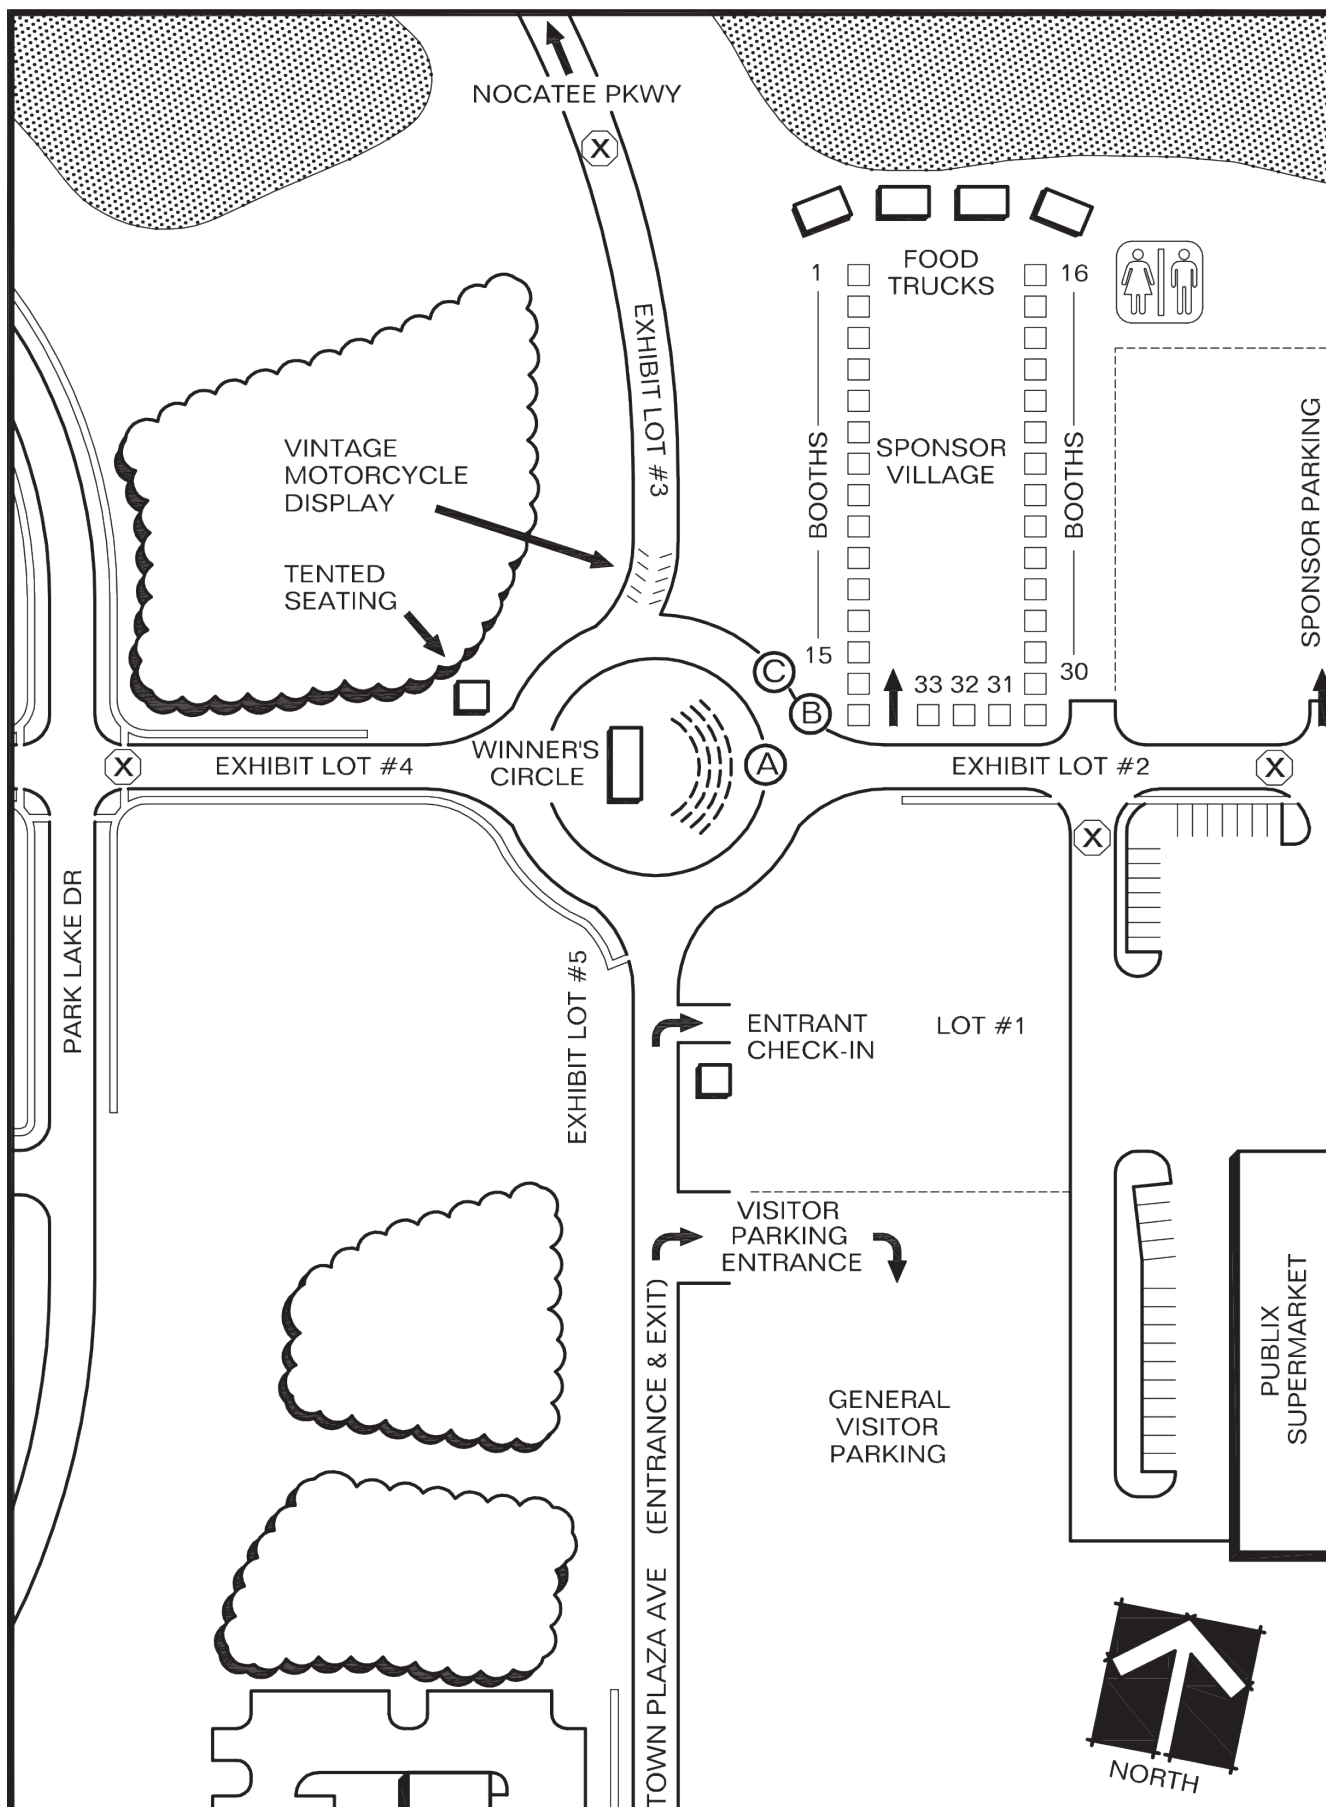 NOCATEE PKWY
X
FOOD
TRUCKS
1
16
EXHIBIT LOT #3
VINTAGE
MOTORCYCLE
DISPLAY
BOOTHS
SPONSOR
VILLAGE
BOOTHS
SPONSOR PARKING
TENTED
SEATING
15
30
C
33 32 31
B
WINNER'S
CIRCLE
A
X
EXHIBIT LOT #4
EXHIBIT LOT #2
X
X
PARK LAKE DR
EXHIBIT LOT #5
ENTRANT
CHECK-IN
LOT #1
VISITOR
PARKING
ENTRANCE
TOWN PLAZA AVE (ENTRANCE & EXIT)
GENERAL
VISITOR
PARKING
PUBLIX
SUPERMARKET
NORTH